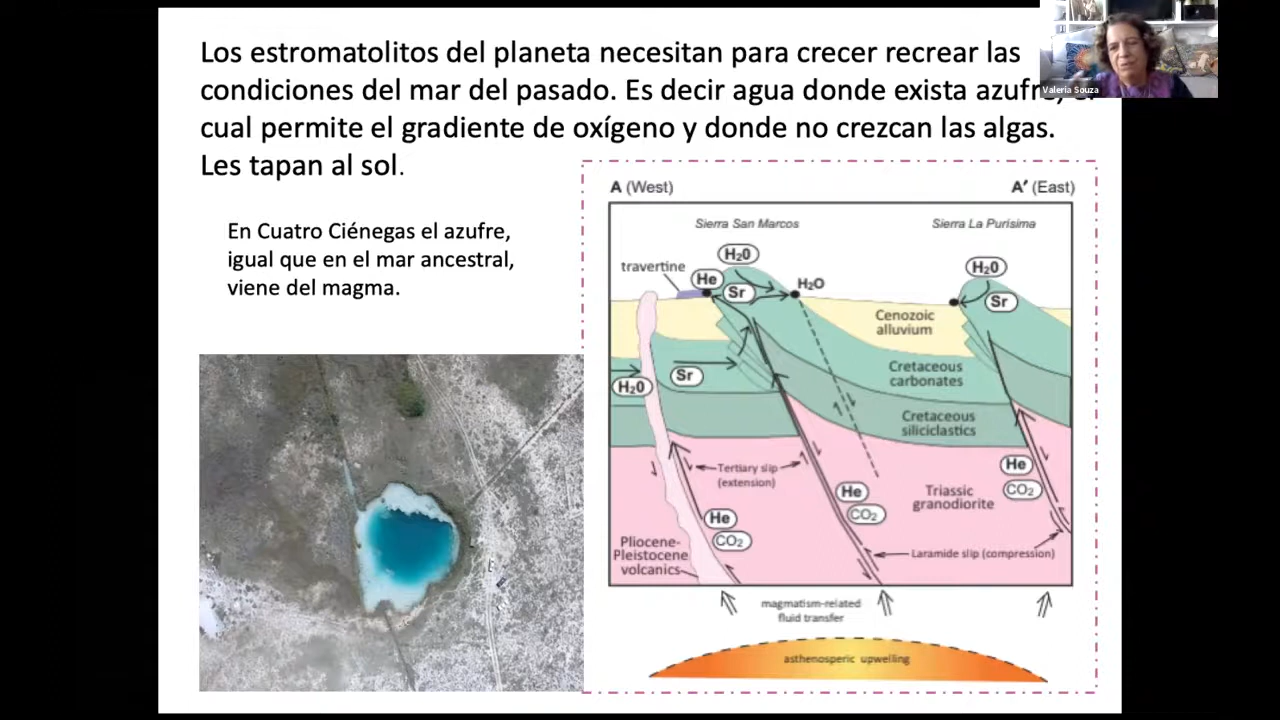 Los estromatolitos del planeta necesitan para crecer recrear las
condiciones del mar del pasado. Es decir agua donde exista
cual permite el gradiente de oxígeno y donde no crezcan las algas.
Les tapan al sol.
Valeria Souza
En Cuatro Ciénegas el azufre,
igual que en el mar ancestral,
viene del magma.
A (West)
A′ (East)
Sierra San Marcos
Sierra La Purísima
H₂0
H₂0
travertine
He
Sr
H₂O
Sr
Cenozoic
alluvium
H₂0
Sr
Cretaceous
carbonates
Cretaceous
siliciclastics
Tertiary slip
(extension)
He
CO₂
He
CO₂
He
CO₂
Triassic
granodiorite
Pliocene-
Pleistocene
volcanics
Laramide slip (compression)
magmatism-related
fluid transfer
asthenosperic upwelling